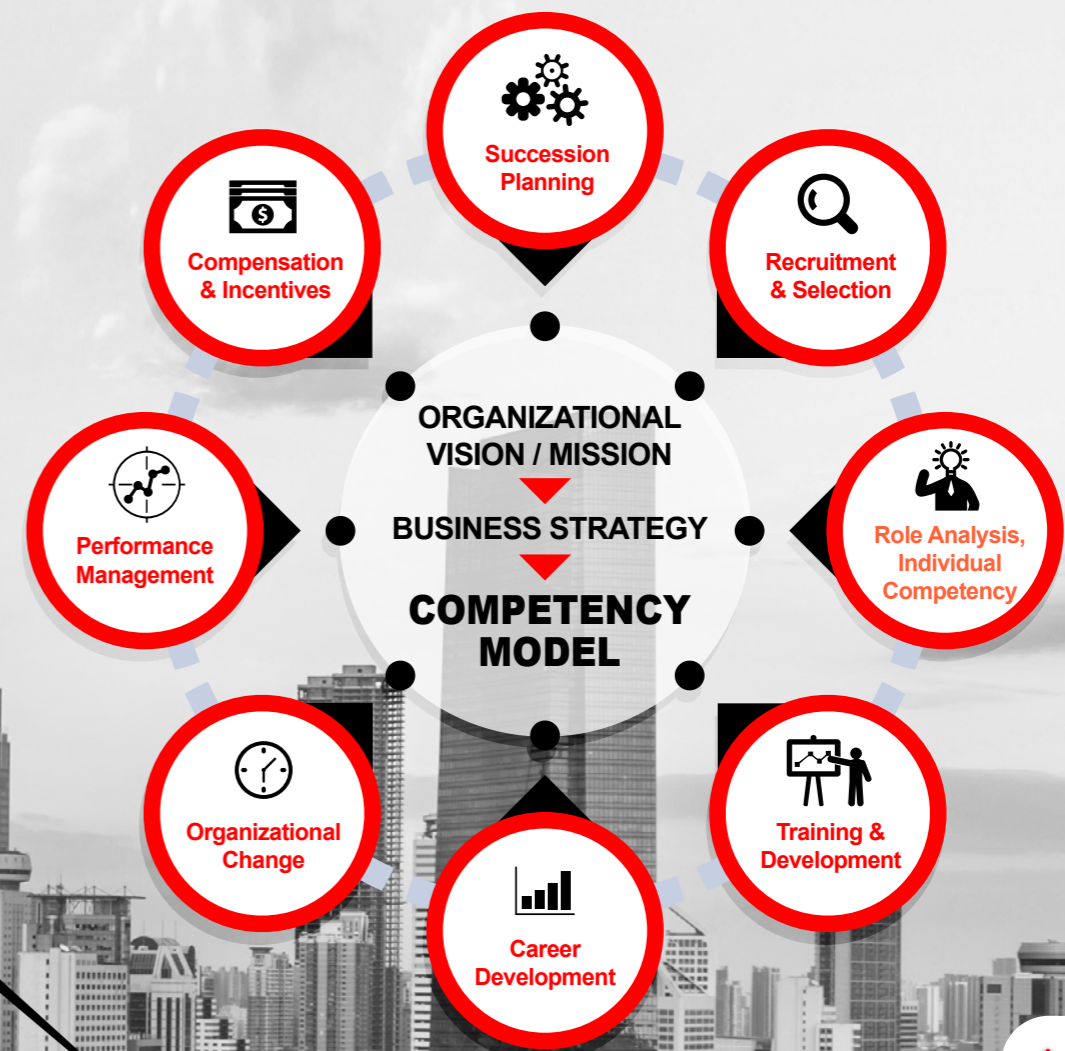 Succession
Planning
Recruitment
& Selection
Role Analysis,
Individual
Competency
Training &
Development
Career
Development
Organizational
Change
Performance
Management
Compensation
& Incentives
ORGANIZATIONAL
VISION / MISSION
BUSINESS STRATEGY
COMPETENCY
MODEL
$